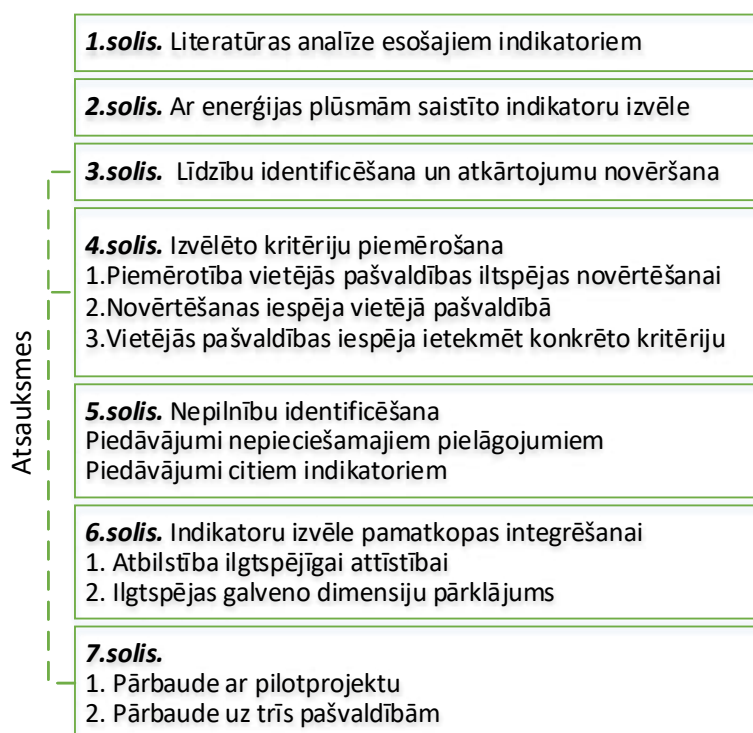 1.solis. Literatūras analīze esošajiem indikatoriem
2.solis. Ar enerģijas plūsmām saistīto indikatoru izvēle
3.solis. Līdzību identificēšana un atkārtojumu novēršana
4.solis. Izvēlēto kritēriju piemērošana
1.Piemērotība vietējās pašvaldības iltspējas novērtēšanai
2.Novērtēšanas iespēja vietējā pašvaldībā
3.Vietējās pašvaldības iespēja ietekmēt konkrēto kritēriju
5.solis. Nepilnību identificēšana
Piedāvājumi nepieciešamajiem pielāgojumiem
Piedāvājumi citiem indikatoriem
6.solis. Indikatoru izvēle pamatkopas integrēšanai
1. Atbilstība ilgtspējīgai attīstībai
2. Ilgtspējas galveno dimensiju pārklājums
7.solis.
1. Pārbaude ar pilotprojektu
2. Pārbaude uz trīs pašvaldībām
Atsauksmes